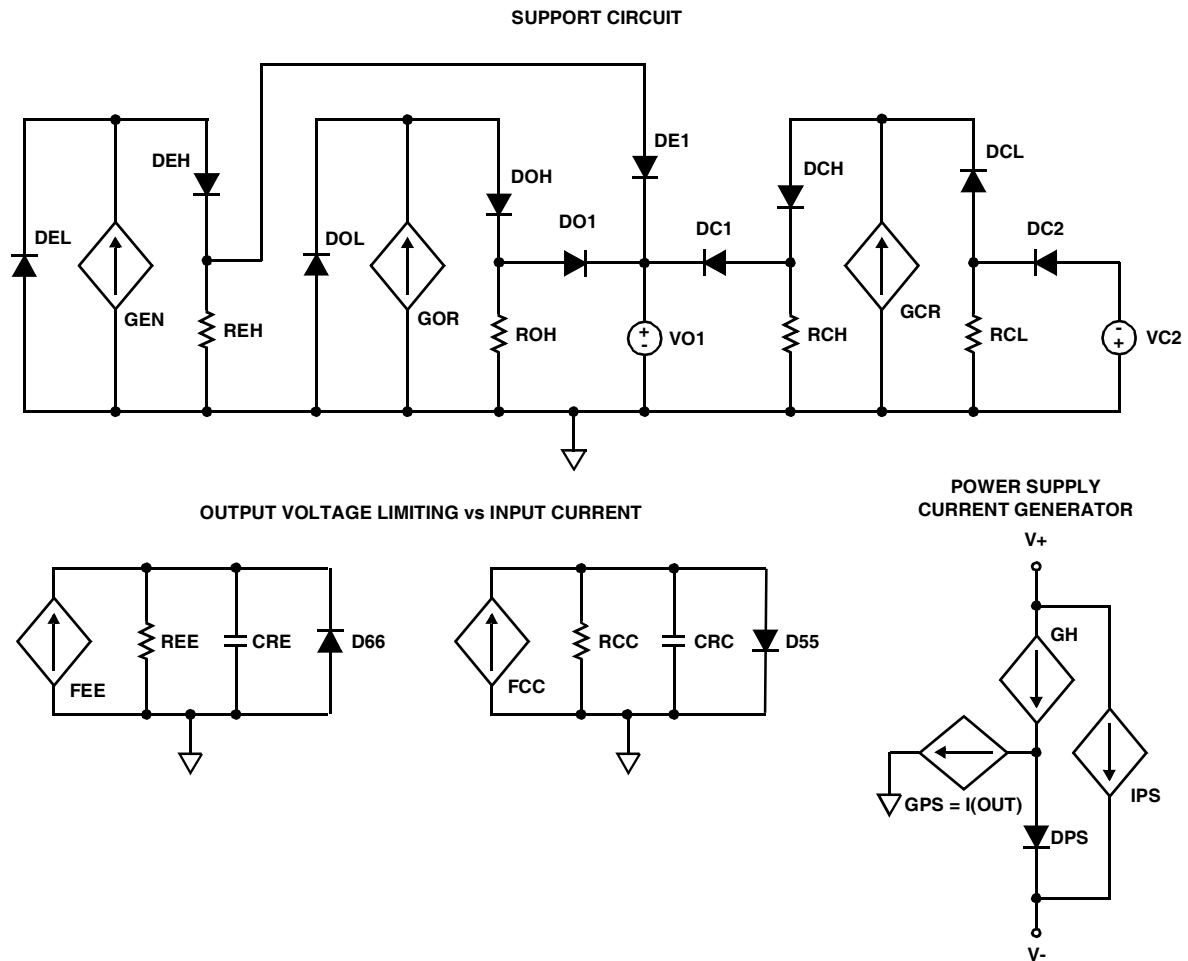 SUPPORT CIRCUIT
DEH
DEL
GEN
REH
DOL
GOR
DOH
DO1
ROH
DE1
DC1
+
-
VO1
DCH
RCH
GCR
DCL
RCL
DC2
-
+
VC2
OUTPUT VOLTAGE LIMITING vs INPUT CURRENT
FEE
REE
CRE
D66
FCC
RCC
CRC
D55
POWER SUPPLY
CURRENT GENERATOR
V+
GH
GPS = I(OUT)
IPS
DPS
V-